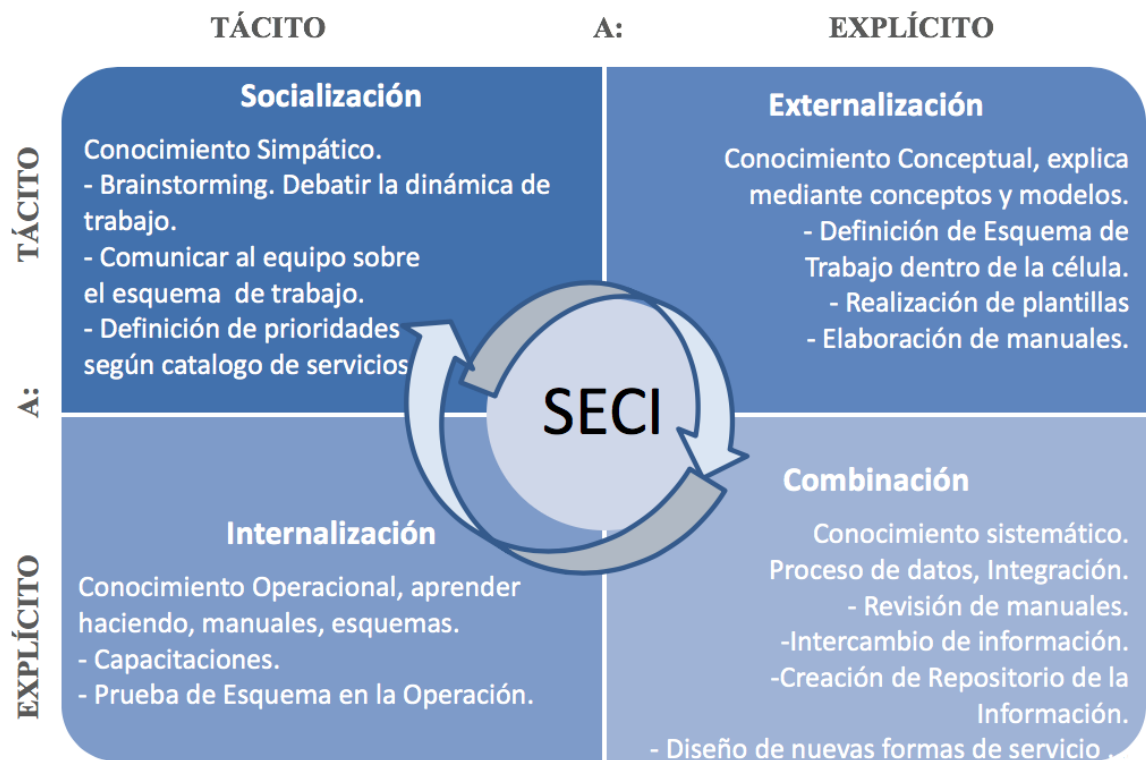 TÁCITO A: EXPLÍCITO
TÁCITO
A:
EXPLÍCITO
Socialización
Conocimiento Simpático.
- Brainstorming. Debatir la dinámica de
trabajo.
- Comunicar al equipo sobre
el esquema de trabajo.
- Definición de prioridades
según catalogo de servicios
Externalización
Conocimiento Conceptual, explica
mediante conceptos y modelos.
- Definición de Esquema de
Trabajo dentro de la célula.
- Realización de plantillas
- Elaboración de manuales.
SECI
Internalización
Conocimiento Operacional, aprender
haciendo, manuales, esquemas.
- Capacitaciones.
- Prueba de Esquema en la Operación.
Combinación
Conocimiento sistemático.
Proceso de datos, Integración.
- Revisión de manuales.
-Intercambio de información.
-Creación de Repositorio de la
Información.
- Diseño de nuevas formas de servicio ..